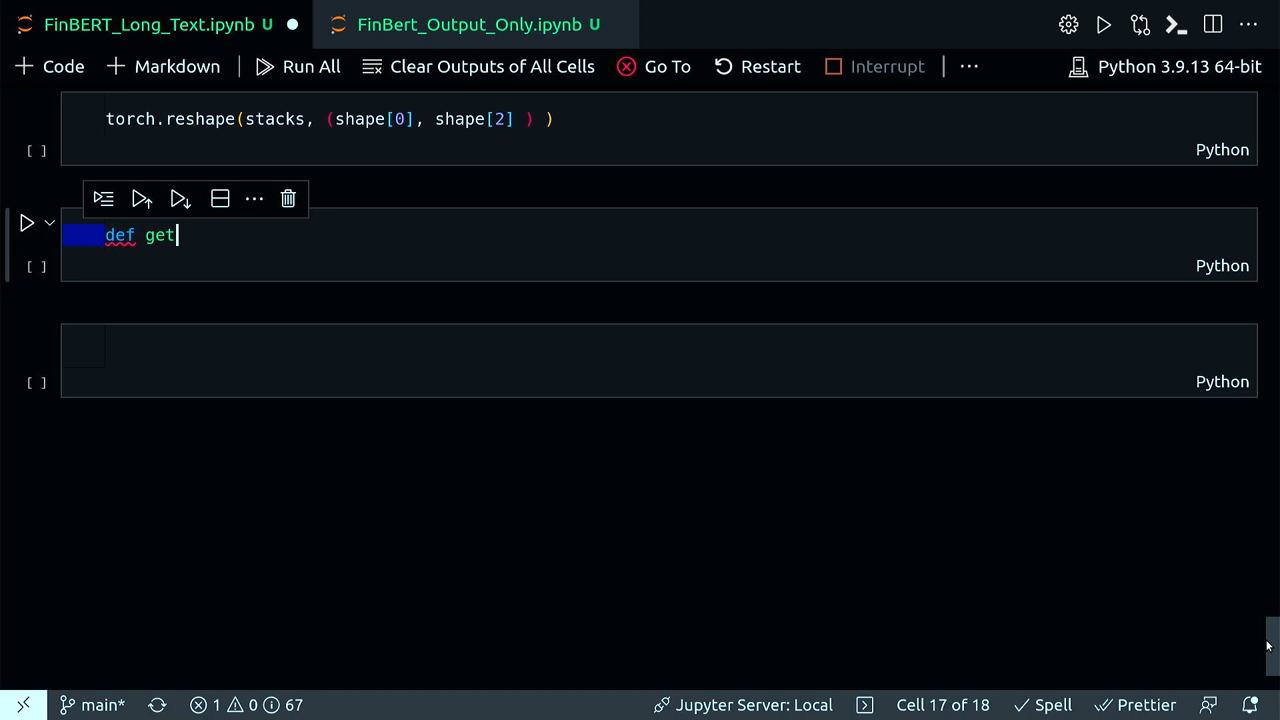 FinBERT_Long_Text.ipynb U
FinBert_Output_Only.ipynb U
Code Markdown Run All Clear Outputs of All Cells Go To Restart Interrupt ... Python 3.9.13 64-bit
torch.reshape(stacks, (shape[0], shape[2] ) )
[ ] Python
def get
[ ] Python
[ ] Python
main* 1 0 67 Jupyter Server: Local Cell 17 of 18 Spell Prettier